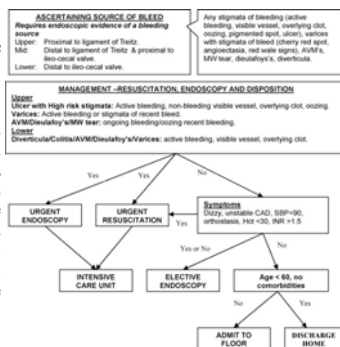 ASCERTAINING SOURCE OF BLEED
Requires endoscopic evidence of a bleeding
source
Upper: Proximal to ligament of Treitz.
Mid: Distal to ligament of Treitz & proximal to
ileo-cecal valve.
Lower: Distal to ileo-cecal valve.
Any stigmata of bleeding (active
bleeding, visible vessel, overlying clot,
oozing, pigmented spot, ulcer), varices
with stigmata of bleed (cherry red spot,
angioectasia, red wale signs), AVM's,
MW tear, dieulafoys's, diverticula.
MANAGEMENT –RESUSCITATION, ENDOSCOPY AND DISPOSITION
Upper
Ulcer with High risk stigmata: Active bleeding, non-bleeding visible vessel, overlying clot, oozing.
Varices: Active bleeding or stigmata of recent bleed.
AVM/Dieulafoy's/MW tear: ongoing bleeding/oozing recent bleeding.
Lower
Diverticula/Colitis/AVM/Dieulafoy's/Varices: active bleeding, visible vessel, overlying clot.
Yes
Yes
No
URGENT
ENDOSCOPY
URGENT
RESUSCITATION
Yes
Symptoms
Dizzy, unstable CAD, SBP<90,
orthostasis, Hct <30, INR >1.5
Yes or No
No
INTENSIVE
CARE UNIT
ELECTIVE
ENDOSCOPY
Age < 60, no
comorbidities
No
Yes
ADMIT TO
FLOOR
DISCHARGE
HOME